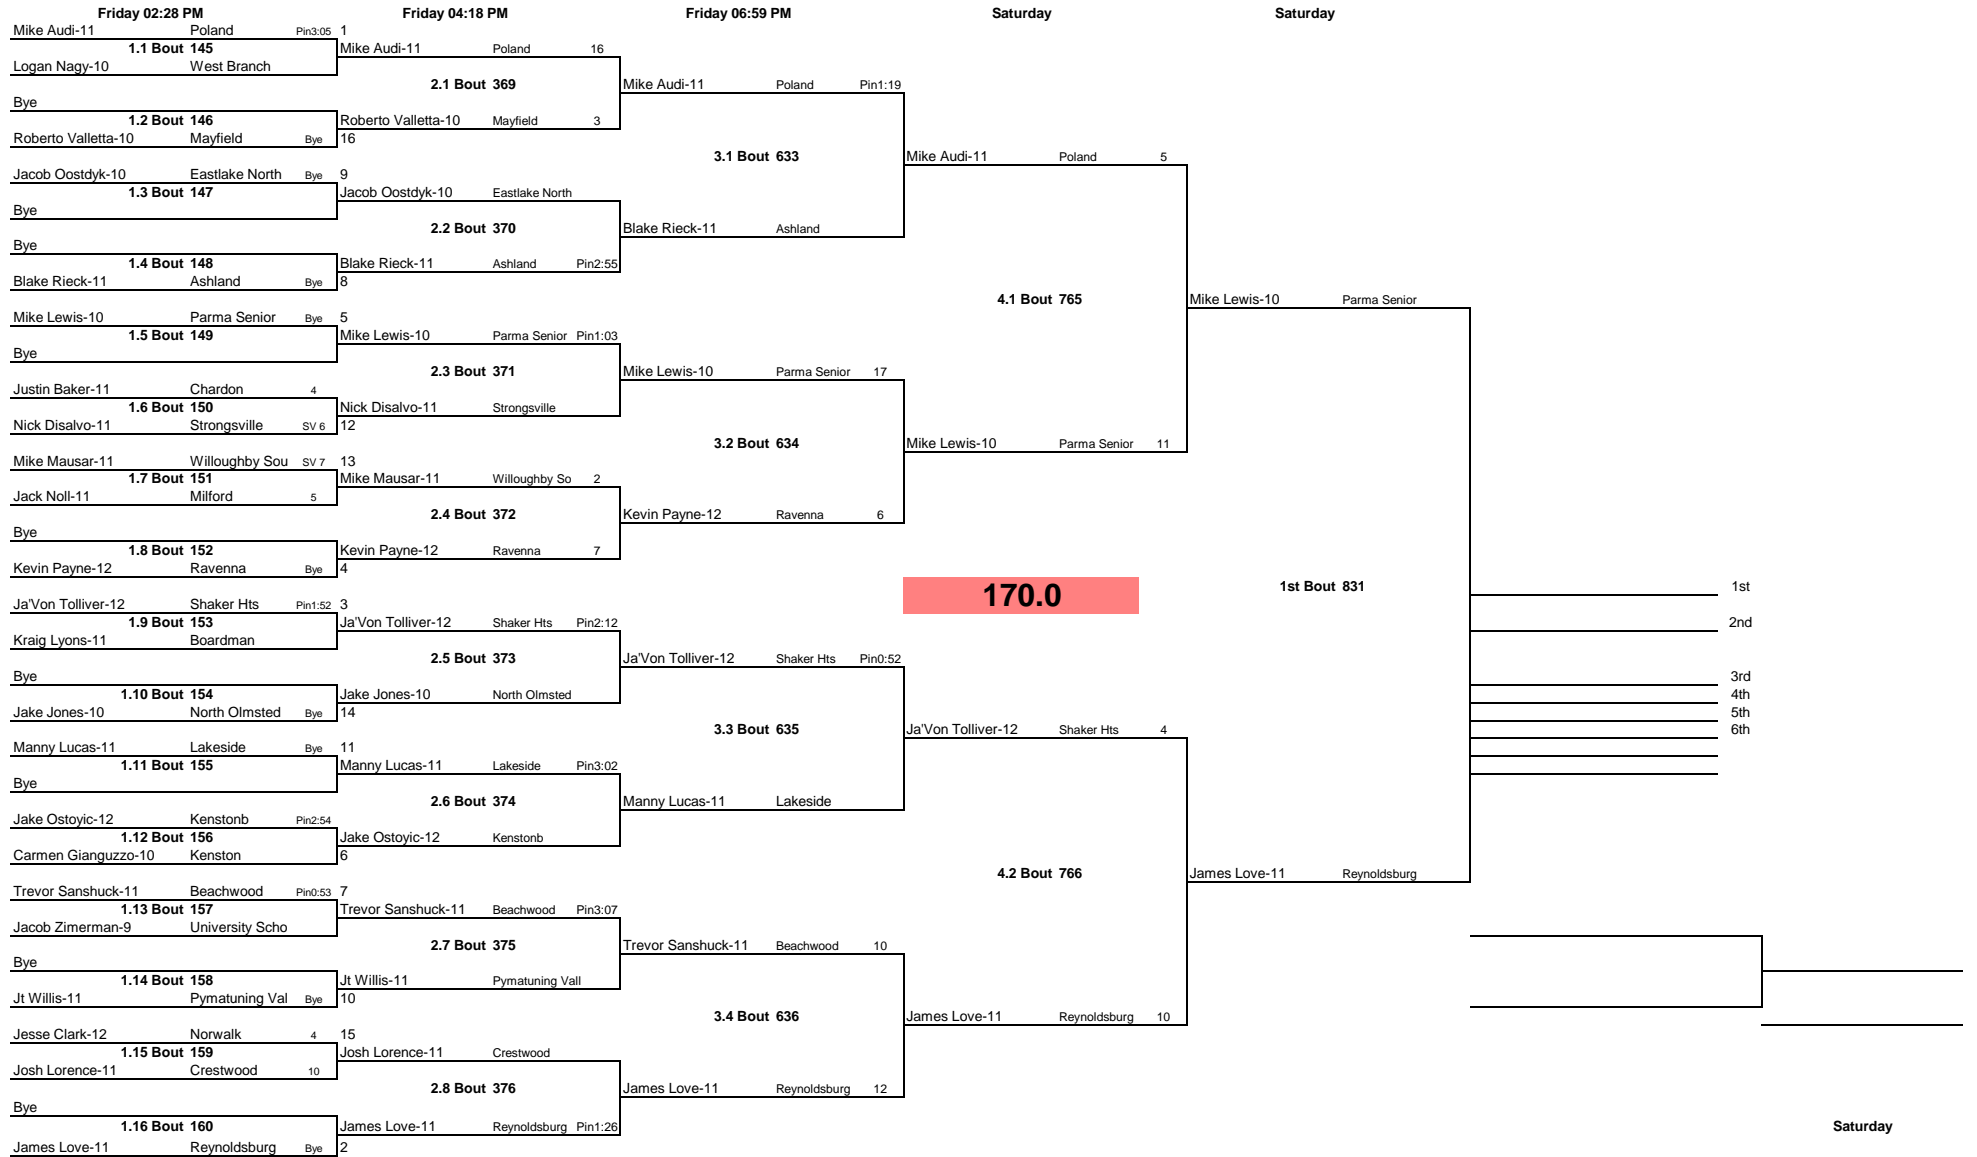 Friday 02:28 PM Friday 04:18 PM Friday 06:59 PM Saturday Saturday
Mike Audi-11 Poland Pin3:05 1
1.1 Bout 145 Mike Audi-11 Poland 16
Logan Nagy-10 West Branch
2.1 Bout 369 Mike Audi-11 Poland Pin1:19
Bye
1.2 Bout 146 Roberto Valletta-10 Mayfield 3
Roberto Valletta-10 Mayfield Bye 16
3.1 Bout 633 Mike Audi-11 Poland 5
Jacob Oostdyk-10 Eastlake North Bye 9
1.3 Bout 147 Jacob Oostdyk-10 Eastlake North
Bye
2.2 Bout 370 Blake Rieck-11 Ashland
Bye
1.4 Bout 148 Blake Rieck-11 Ashland Pin2:55
Blake Rieck-11 Ashland Bye 8
4.1 Bout 765 Mike Lewis-10 Parma Senior
Mike Lewis-10 Parma Senior Bye 5
1.5 Bout 149 Mike Lewis-10 Parma Senior Pin1:03
Bye
2.3 Bout 371 Mike Lewis-10 Parma Senior 17
Justin Baker-11 Chardon 4
1.6 Bout 150 Nick Disalvo-11 Strongsville
Nick Disalvo-11 Strongsville SV 6 12
3.2 Bout 634 Mike Lewis-10 Parma Senior 11
Mike Mausar-11 Willoughby Sou SV 7 13
1.7 Bout 151 Mike Mausar-11 Willoughby So 2
Jack Noll-11 Milford 5
2.4 Bout 372 Kevin Payne-12 Ravenna 6
Bye
1.8 Bout 152 Kevin Payne-12 Ravenna 7
Kevin Payne-12 Ravenna Bye 4
170.0 1st Bout 831 1st
Ja'Von Tolliver-12 Shaker Hts Pin1:52 3
1.9 Bout 153 Ja'Von Tolliver-12 Shaker Hts Pin2:12 2nd
Kraig Lyons-11 Boardman
2.5 Bout 373 Ja'Von Tolliver-12 Shaker Hts Pin0:52
Bye 3rd
1.10 Bout 154 Jake Jones-10 North Olmsted 4th
Jake Jones-10 North Olmsted Bye 14 5th
3.3 Bout 635 Ja'Von Tolliver-12 Shaker Hts 4 6th
Manny Lucas-11 Lakeside Bye 11
1.11 Bout 155 Manny Lucas-11 Lakeside Pin3:02
Bye
2.6 Bout 374 Manny Lucas-11 Lakeside
Jake Ostoyic-12 Kenstonb Pin2:54
1.12 Bout 156 Jake Ostoyic-12 Kenstonb
Carmen Gianguzzo-10 Kenston 6
4.2 Bout 766 James Love-11 Reynoldsburg
Trevor Sanshuck-11 Beachwood Pin0:53 7
1.13 Bout 157 Trevor Sanshuck-11 Beachwood Pin3:07
Jacob Zimerman-9 University Scho
2.7 Bout 375 Trevor Sanshuck-11 Beachwood 10
Bye
1.14 Bout 158 Jt Willis-11 Pymatuning Vall
Jt Willis-11 Pymatuning Val Bye 10
3.4 Bout 636 James Love-11 Reynoldsburg 10
Jesse Clark-12 Norwalk 4 15
1.15 Bout 159 Josh Lorence-11 Crestwood
Josh Lorence-11 Crestwood 10
2.8 Bout 376 James Love-11 Reynoldsburg 12
Bye
1.16 Bout 160 James Love-11 Reynoldsburg Pin1:26 Saturday
James Love-11 Reynoldsburg Bye 2